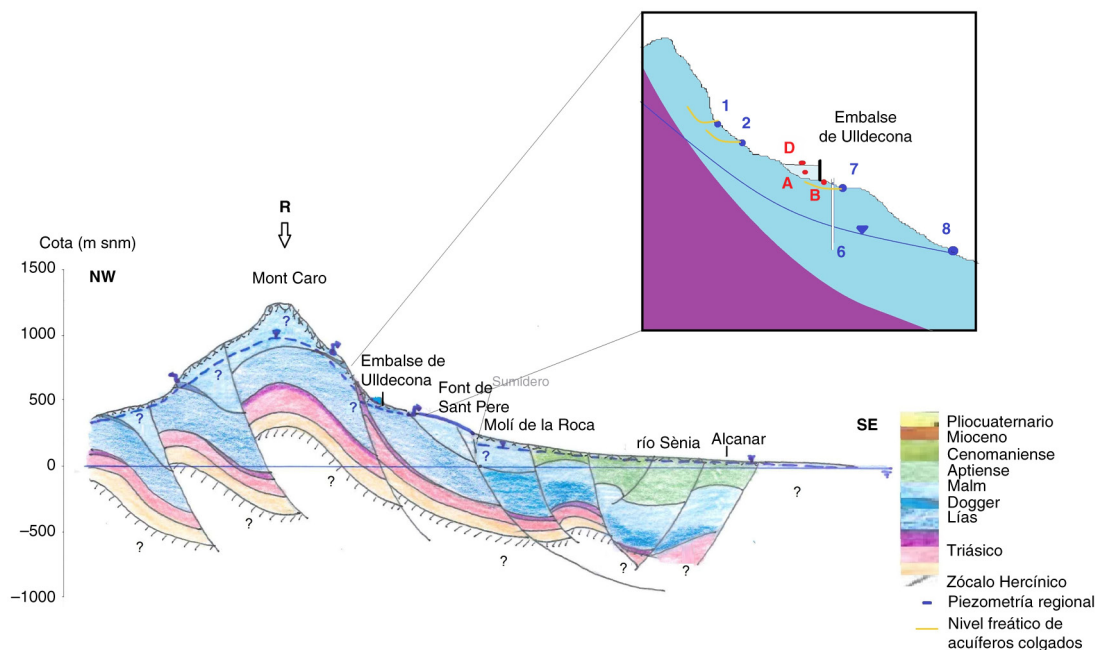 1
2
Embalse
de Ulldecona
D
7
A
B
8
6
R
Cota (m snm)
NW
Mont Caro
1500
1000
500
0
–500
–1000
?
?
?
?
?
Embalse de
Ulldecona
Font de
Sant Pere
Sumidero
Molí de la Roca
río Sènia
Alcanar
SE
?
?
?
?
?
?
?
Pliocuaternario
Mioceno
Cenomaniense
Aptiense
Malm
Dogger
Lías
Triásico
Zócalo Hercínico
Piezometría regional
Nivel freático de
acuíferos colgados